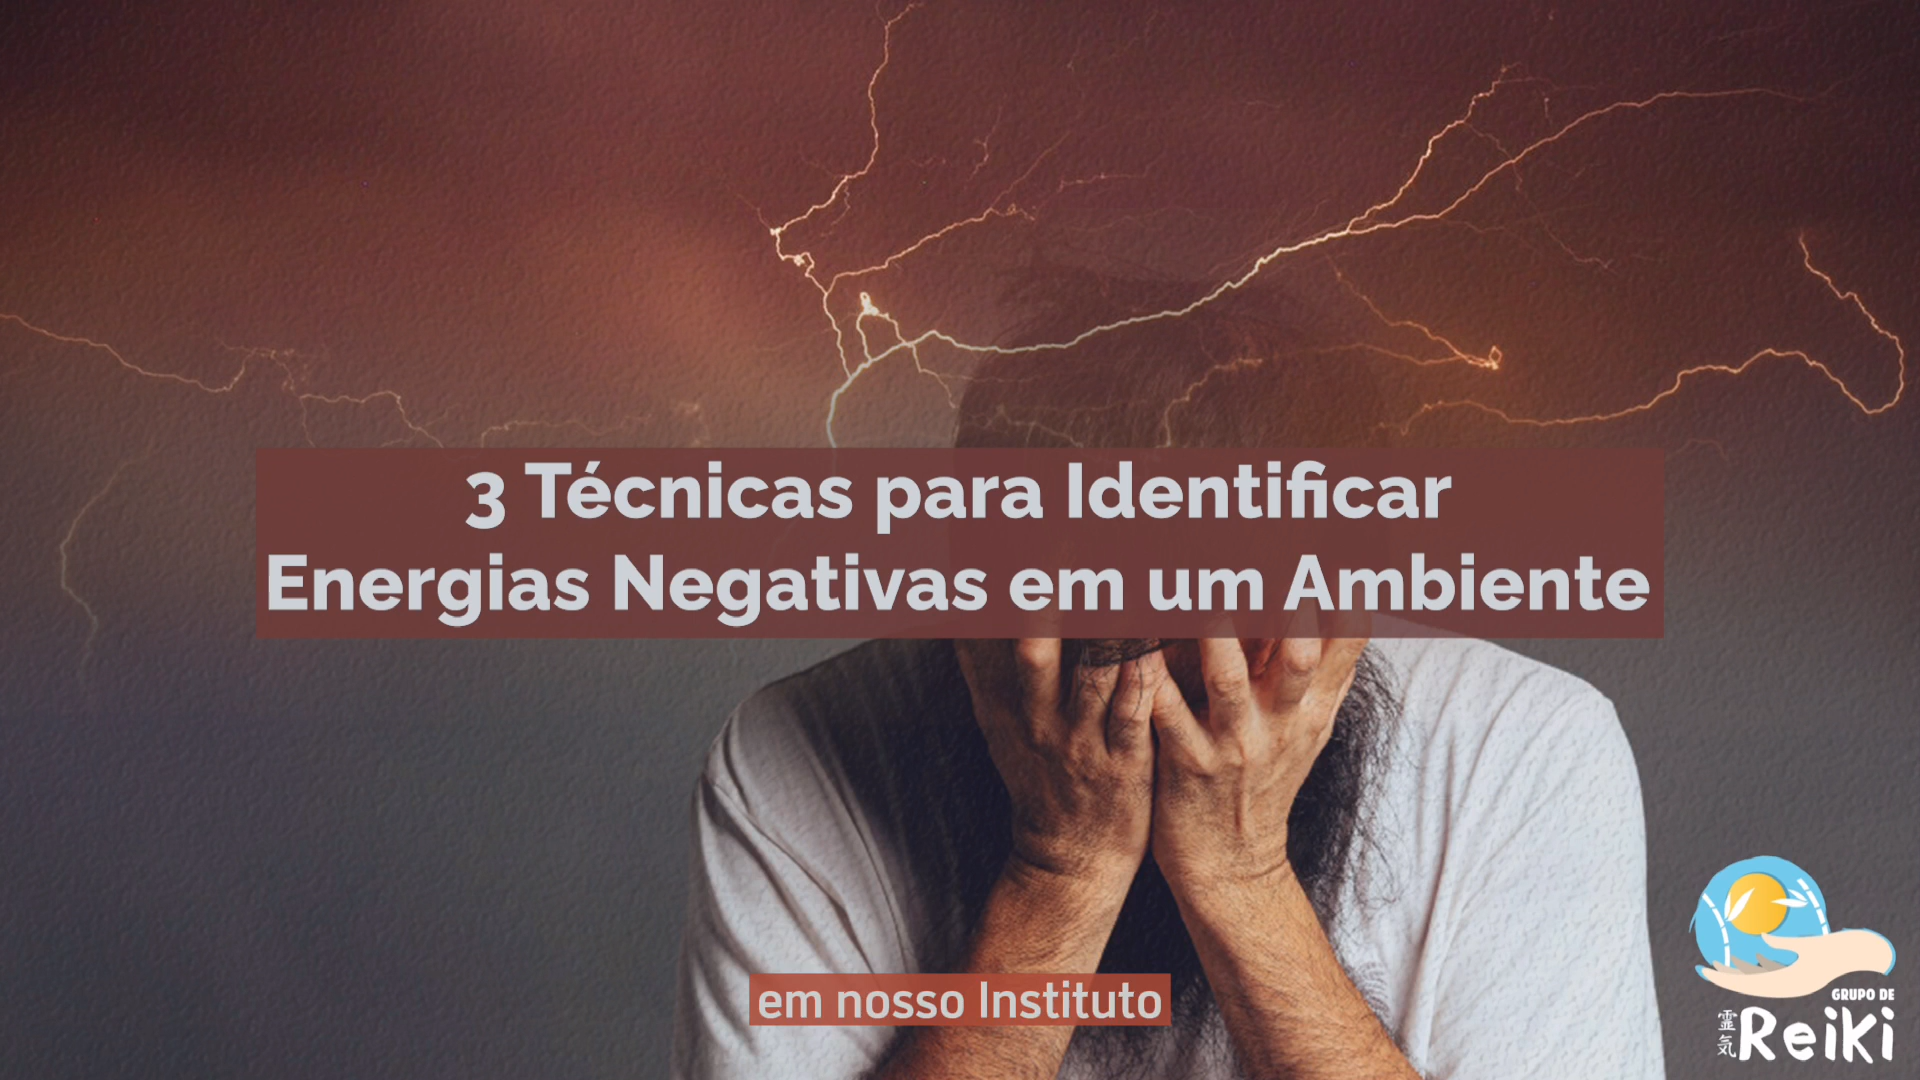 3 Técnicas para Identificar
Energias Negativas em um Ambiente
em nosso Instituto
GRUPO DE
霊気 Reiki